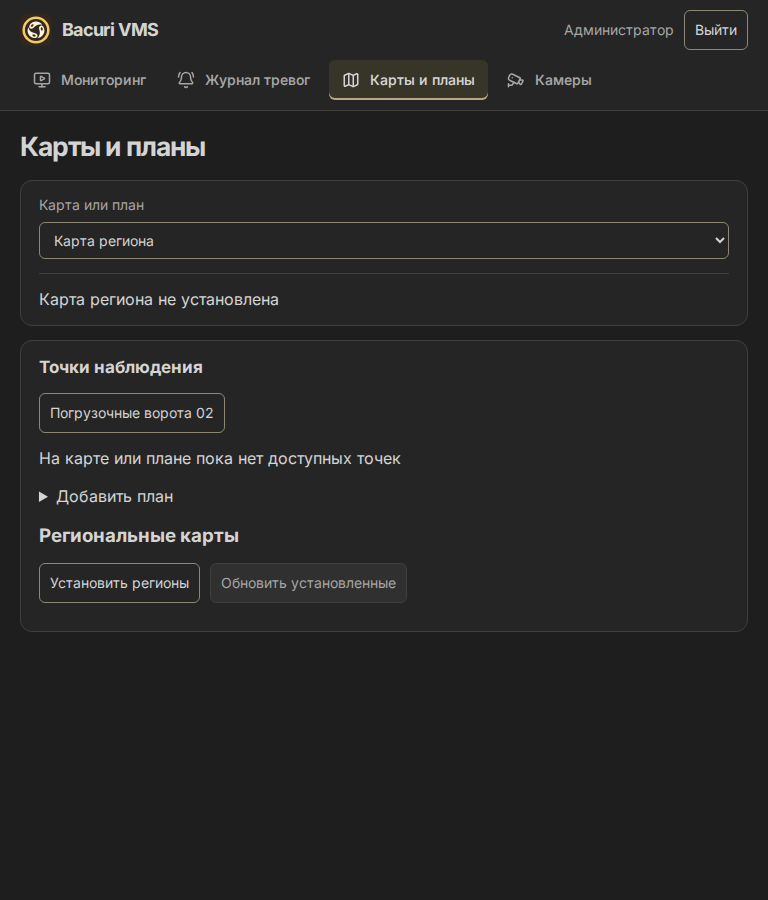 Bacuri VMS
Администратор
Выйти
Мониторинг
Журнал тревог
Карты и планы
Камеры
Карты и планы
Карта или план
Карта региона
Карта региона не установлена
Точки наблюдения
Погрузочные ворота 02
На карте или плане пока нет доступных точек
Добавить план
Региональные карты
Установить регионы
Обновить установленные